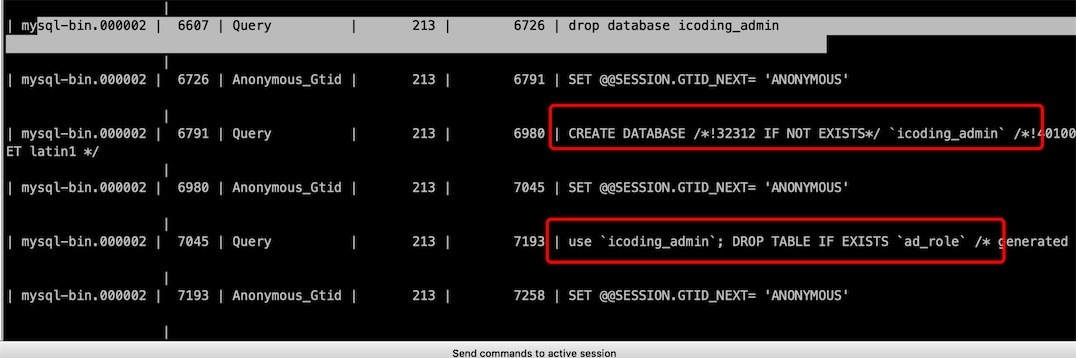 |
| mysql-bin.000002 | 6607 | Query | 213 | 6726 | drop database icoding_admin
|
| mysql-bin.000002 | 6726 | Anonymous_Gtid | 213 | 6791 | SET @@SESSION.GTID_NEXT= 'ANONYMOUS'
|
| mysql-bin.000002 | 6791 | Query | 213 | 6980 | CREATE DATABASE /*!32312 IF NOT EXISTS*/ `icoding_admin` /*!40100
ET latin1 */
|
| mysql-bin.000002 | 6980 | Anonymous_Gtid | 213 | 7045 | SET @@SESSION.GTID_NEXT= 'ANONYMOUS'
|
| mysql-bin.000002 | 7045 | Query | 213 | 7193 | use `icoding_admin`; DROP TABLE IF EXISTS `ad_role` /* generated
|
| mysql-bin.000002 | 7193 | Anonymous_Gtid | 213 | 7258 | SET @@SESSION.GTID_NEXT= 'ANONYMOUS'
|
Send commands to active session